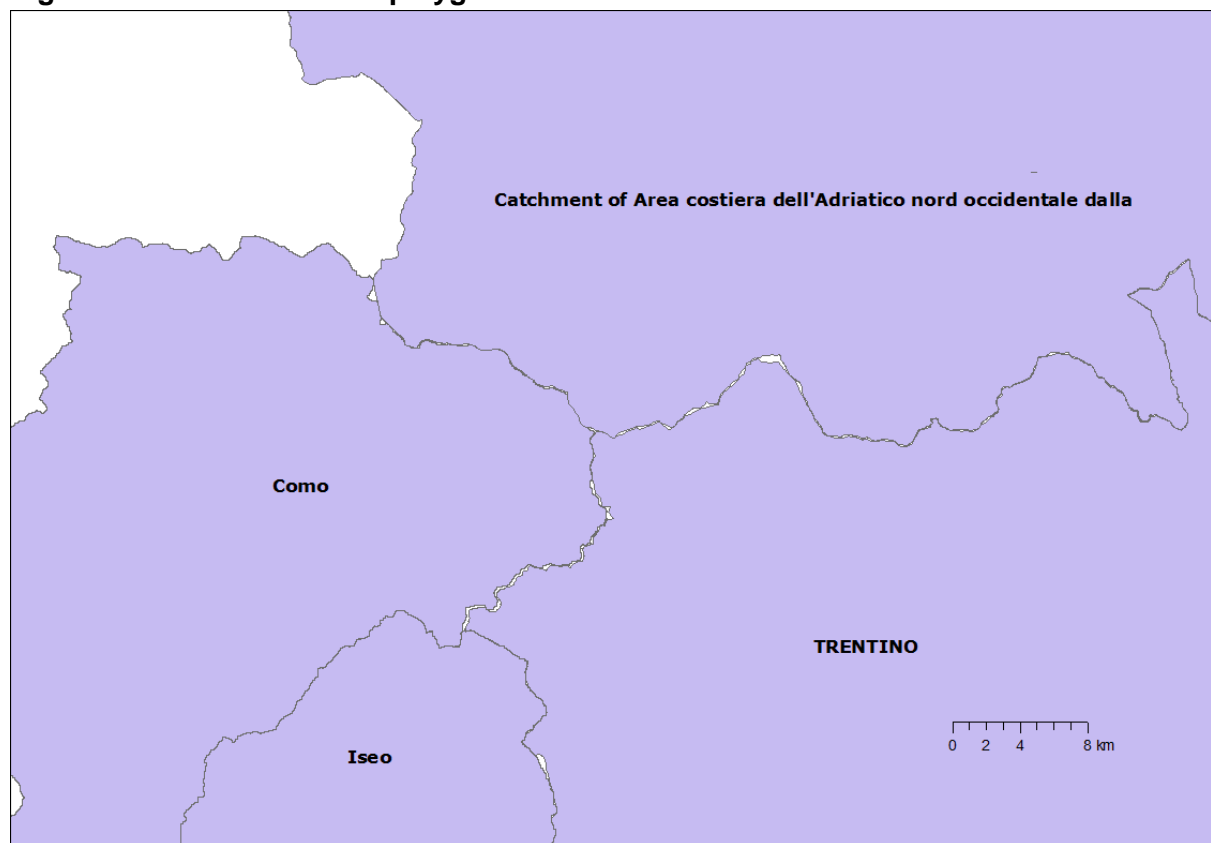 Catchment of Area costiera dell'Adriatico nord occidentale dalla
Como
TRENTINO
Iseo
0 2 4 8 km